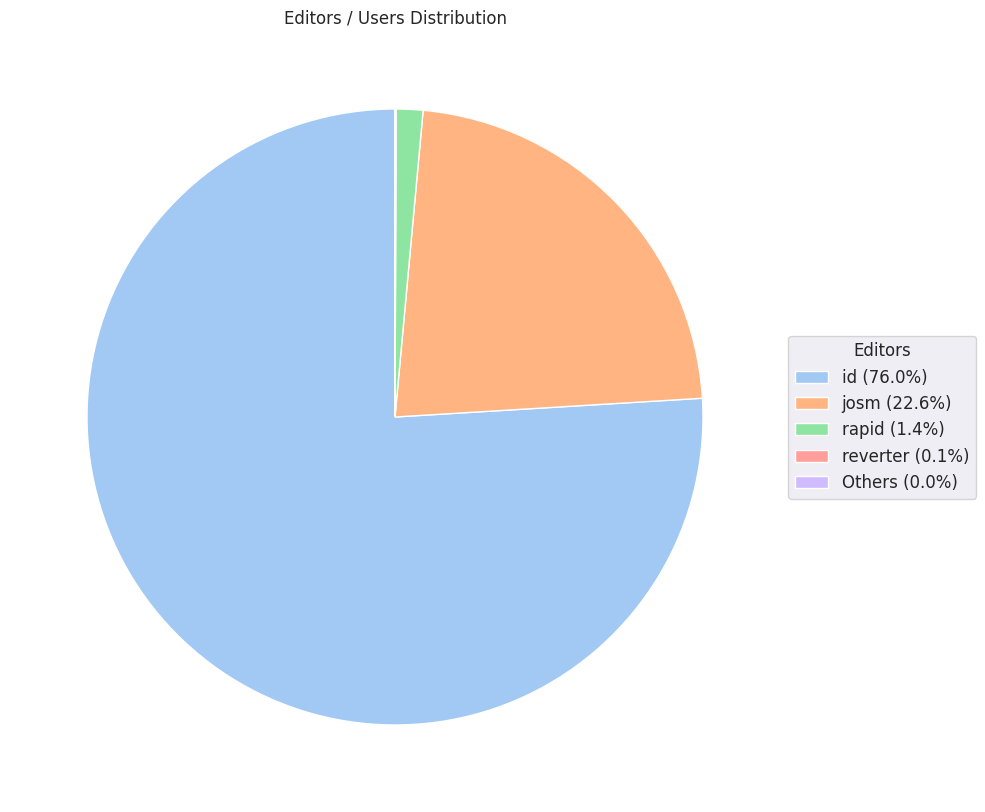 Editors / Users Distribution
Editors
id (76.0%)
josm (22.6%)
rapid (1.4%)
reverter (0.1%)
Others (0.0%)